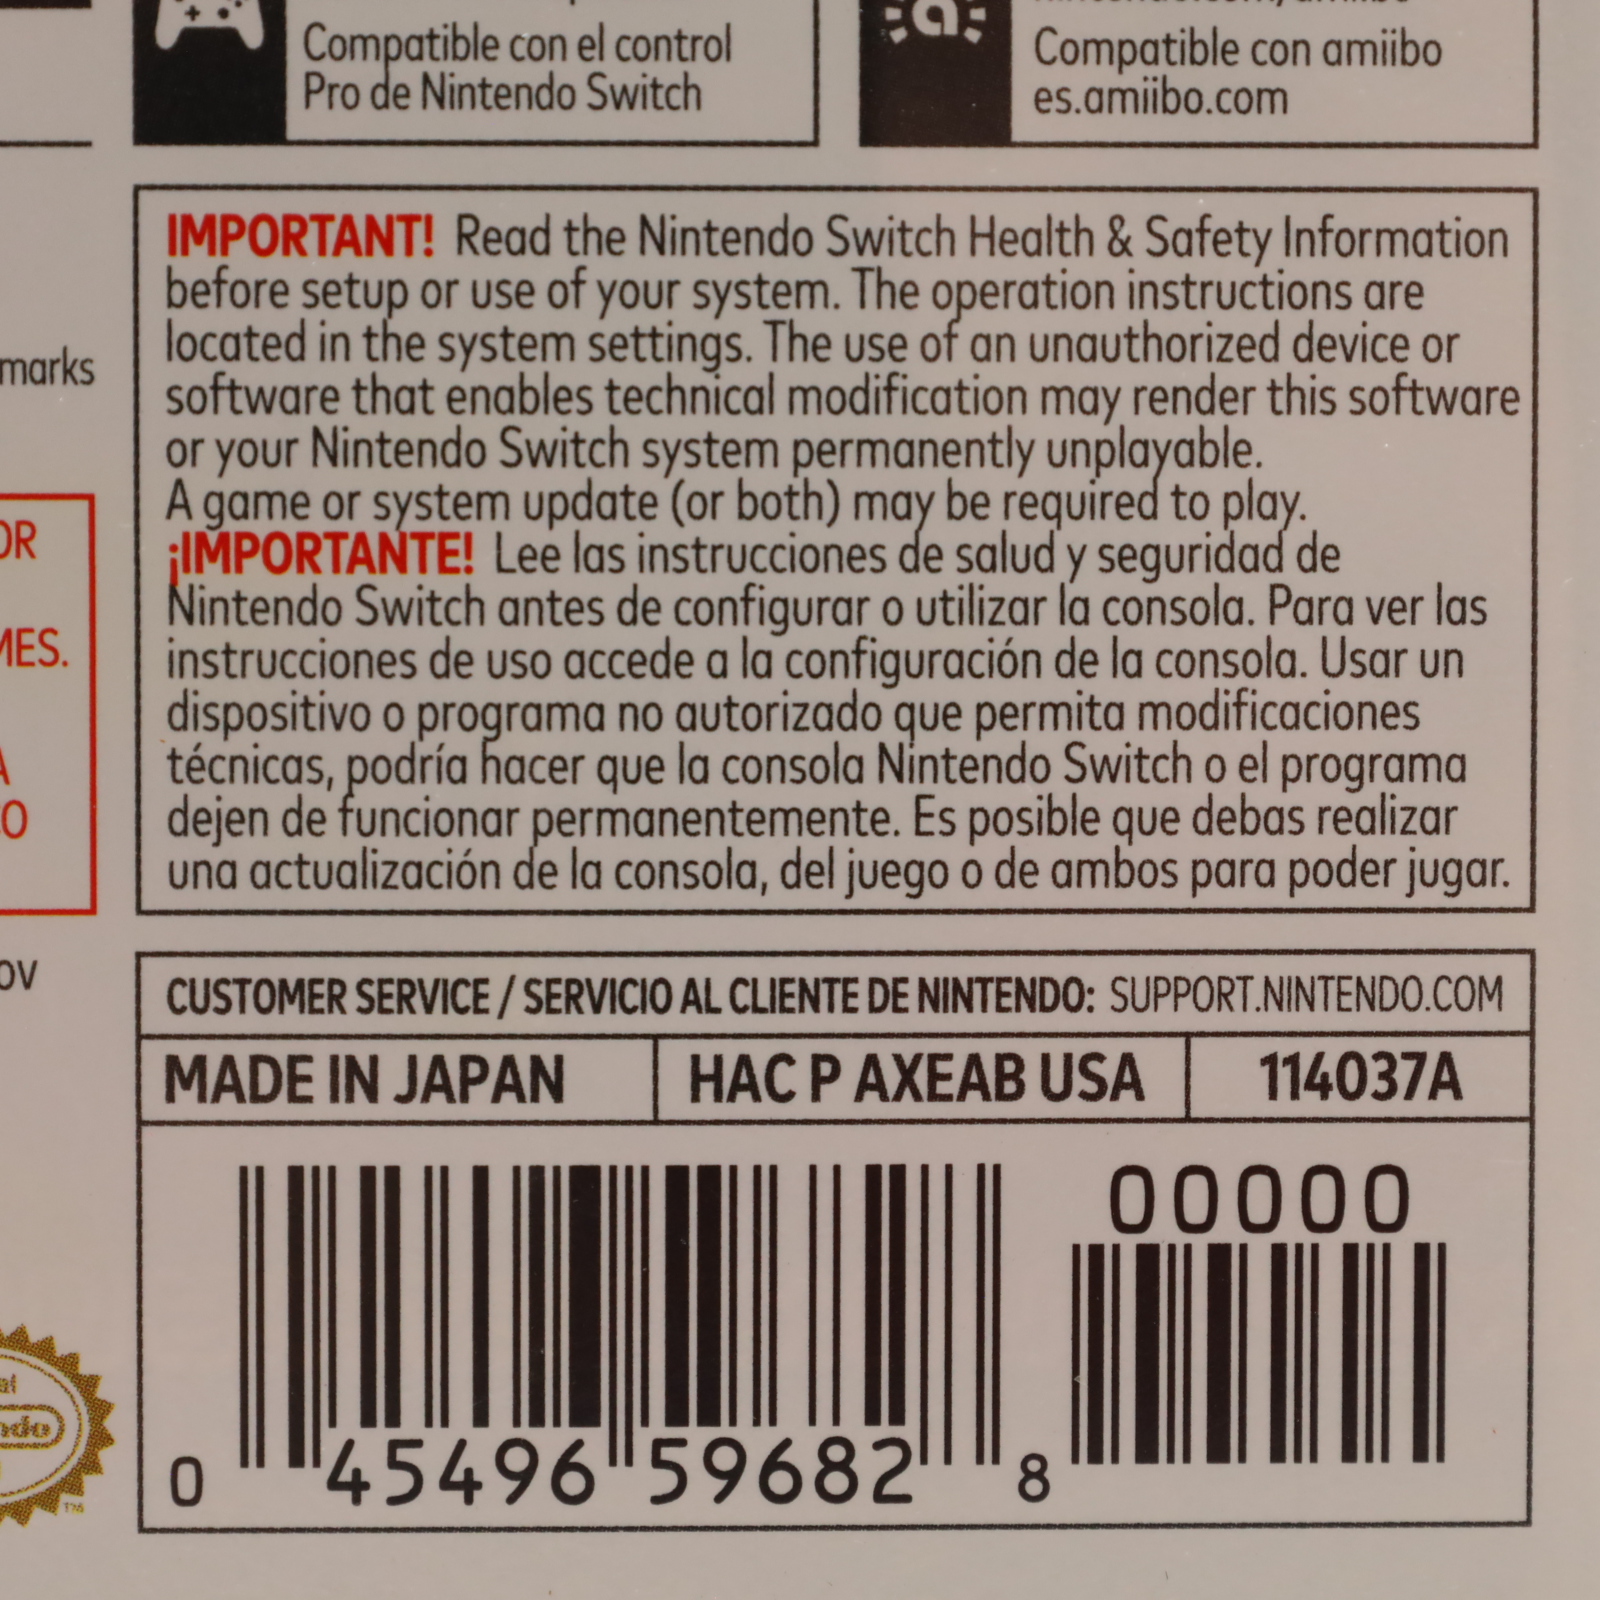 Compatible con el control
Pro de Nintendo Switch
Compatible con amiibo
es.amiibo.com
marks
OR
MES.
A
O
ov
IMPORTANT! Read the Nintendo Switch Health & Safety Information
before setup or use of your system. The operation instructions are
located in the system settings. The use of an unauthorized device or
software that enables technical modification may render this software
or your Nintendo Switch system permanently unplayable.
A game or system update (or both) may be required to play.
¡IMPORTANTE! Lee las instrucciones de salud y seguridad de
Nintendo Switch antes de configurar o utilizar la consola. Para ver las
instrucciones de uso accede a la configuración de la consola. Usar un
dispositivo o programa no autorizado que permita modificaciones
técnicas, podría hacer que la consola Nintendo Switch o el programa
dejen de funcionar permanentemente. Es posible que debas realizar
una actualización de la consola, del juego o de ambos para poder jugar.
CUSTOMER SERVICE / SERVICIO AL CLIENTE DE NINTENDO: SUPPORT.NINTENDO.COM
MADE IN JAPAN
HAC P AXEAB USA
114037A
00000
0 45496 59682 8
TM